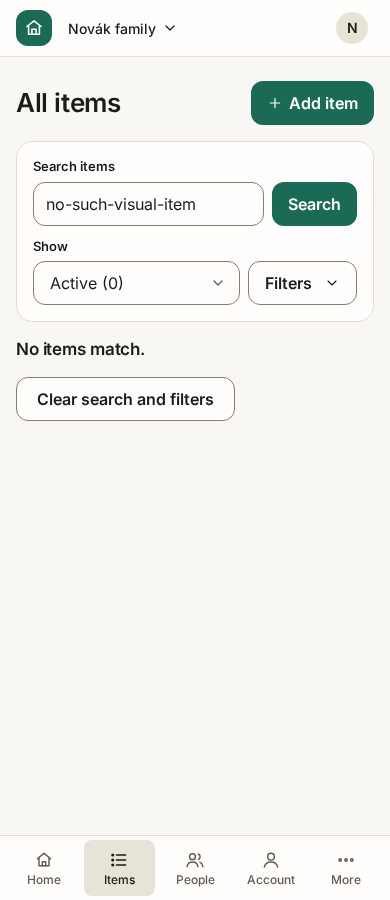 Novák family
N
All items
Add item
Search items
no-such-visual-item
Search
Show
Active (0)
Filters
No items match.
Clear search and filters
Home
Items
People
Account
More